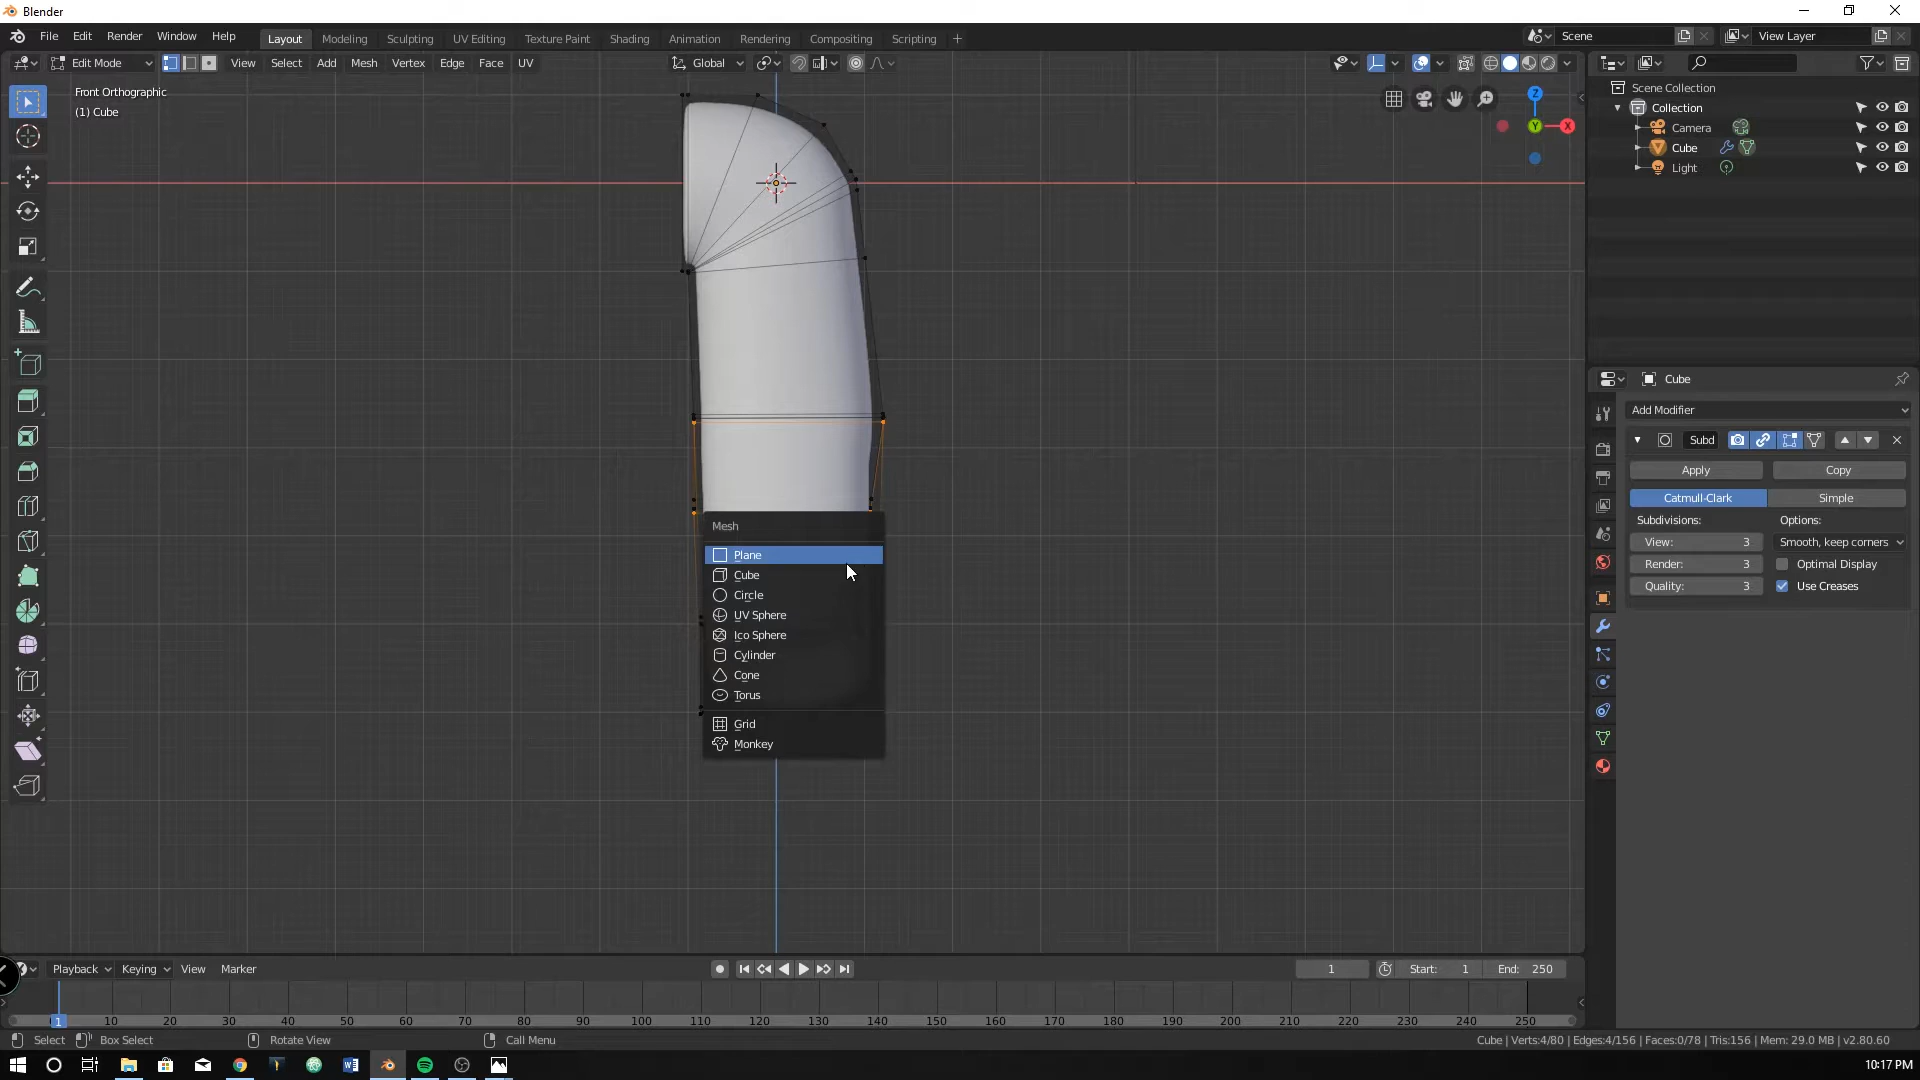 Blender
File Edit Render Window Help
Layout Modeling Sculpting UV Editing Texture Paint Shading Animation Rendering Compositing Scripting +
Scene
View Layer
Edit Mode View Select Add Mesh Vertex Edge Face UV
Global
Front Orthographic
(1) Cube
Z
Y
X
Scene Collection
Collection
Camera
Cube
Light
Cube
Add Modifier
Subd
Apply Copy
Catmull-Clark Simple
Subdivisions: Options:
View: 3 Smooth, keep corners
Render: 3 Optimal Display
Quality: 3 Use Creases
Mesh
Plane
Cube
Circle
UV Sphere
Ico Sphere
Cylinder
Cone
Torus
Grid
Monkey
Playback Keying View Marker
1 Start: 1 End: 250
1 10 20 30 40 50 60 70 80 90 100 110 120 130 140 150 160 170 180 190 200 210 220 230 240 250
Select Box Select Rotate View Call Menu
Cube | Verts:4/80 | Edges:4/156 | Faces:0/78 | Tris:156 | Mem: 29.0 MB | v2.80.60
10:17 PM